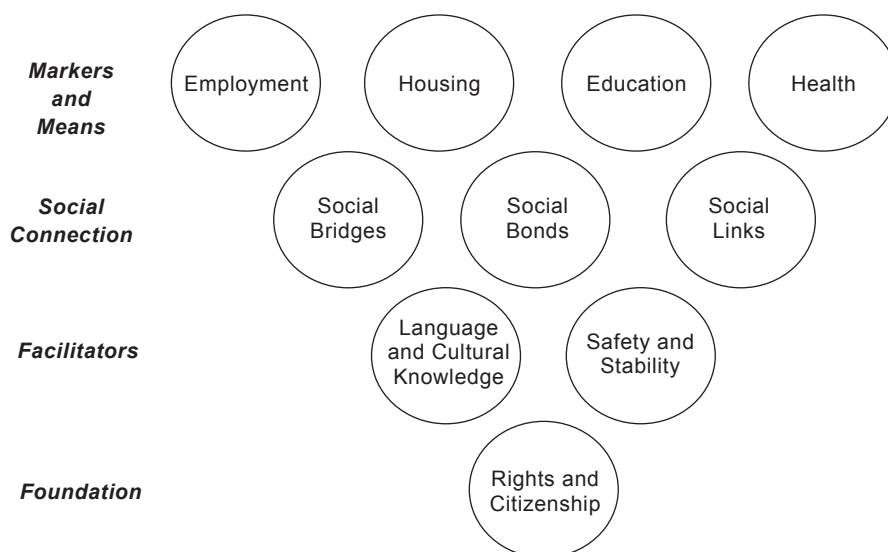 Markers
and
Means
Employment
Housing
Education
Health
Social
Connection
Social
Bridges
Social
Bonds
Social
Links
Facilitators
Language
and Cultural
Knowledge
Safety and
Stability
Foundation
Rights and
Citizenship